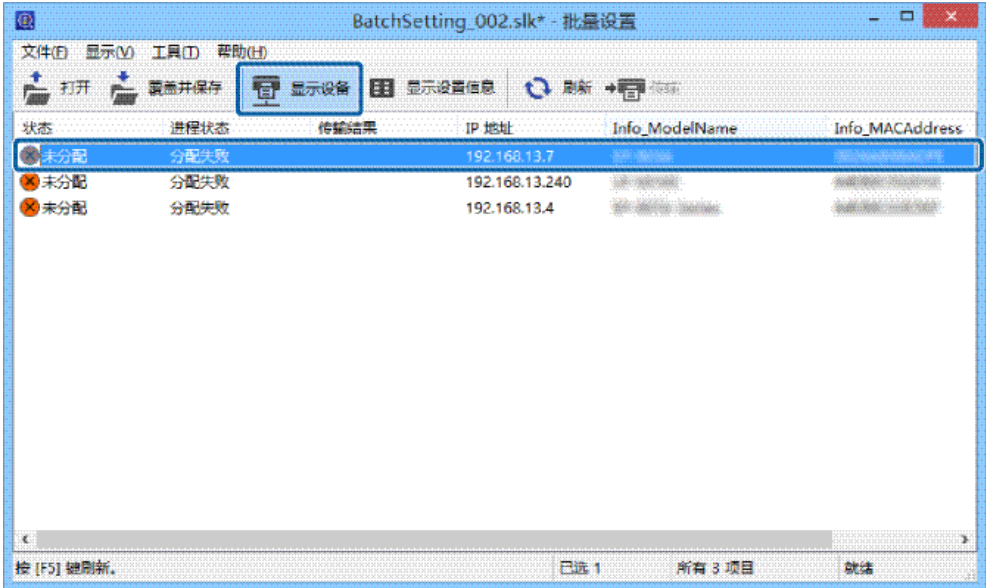 BatchSetting_002.slk* - 批量设置
文件(F) 显示(V) 工具(T) 帮助(H)
打开 覆盖并保存 显示设备 显示设置信息 刷新
状态 进程状态 传输结果 IP 地址 Info_ModelName Info_MACAddress
未分配 分配失败 192.168.13.7
未分配 分配失败 192.168.13.240
未分配 分配失败 192.168.13.4
按 [F5] 键刷新。 已选 1 所有 3 项目 就绪